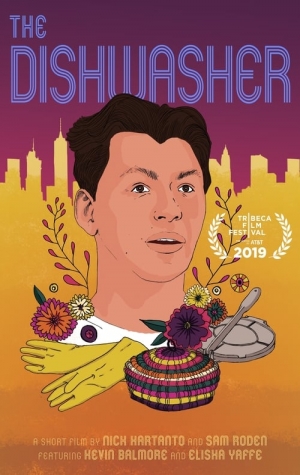 THE
DISHWASHER
TRIBECA
FILM
FESTIVAL
AT&T
2019
A SHORT FILM BY NICK HARTANTO AND SAM RODEN
FEATURING KEVIN BALMORE AND ELISHA YAFFE